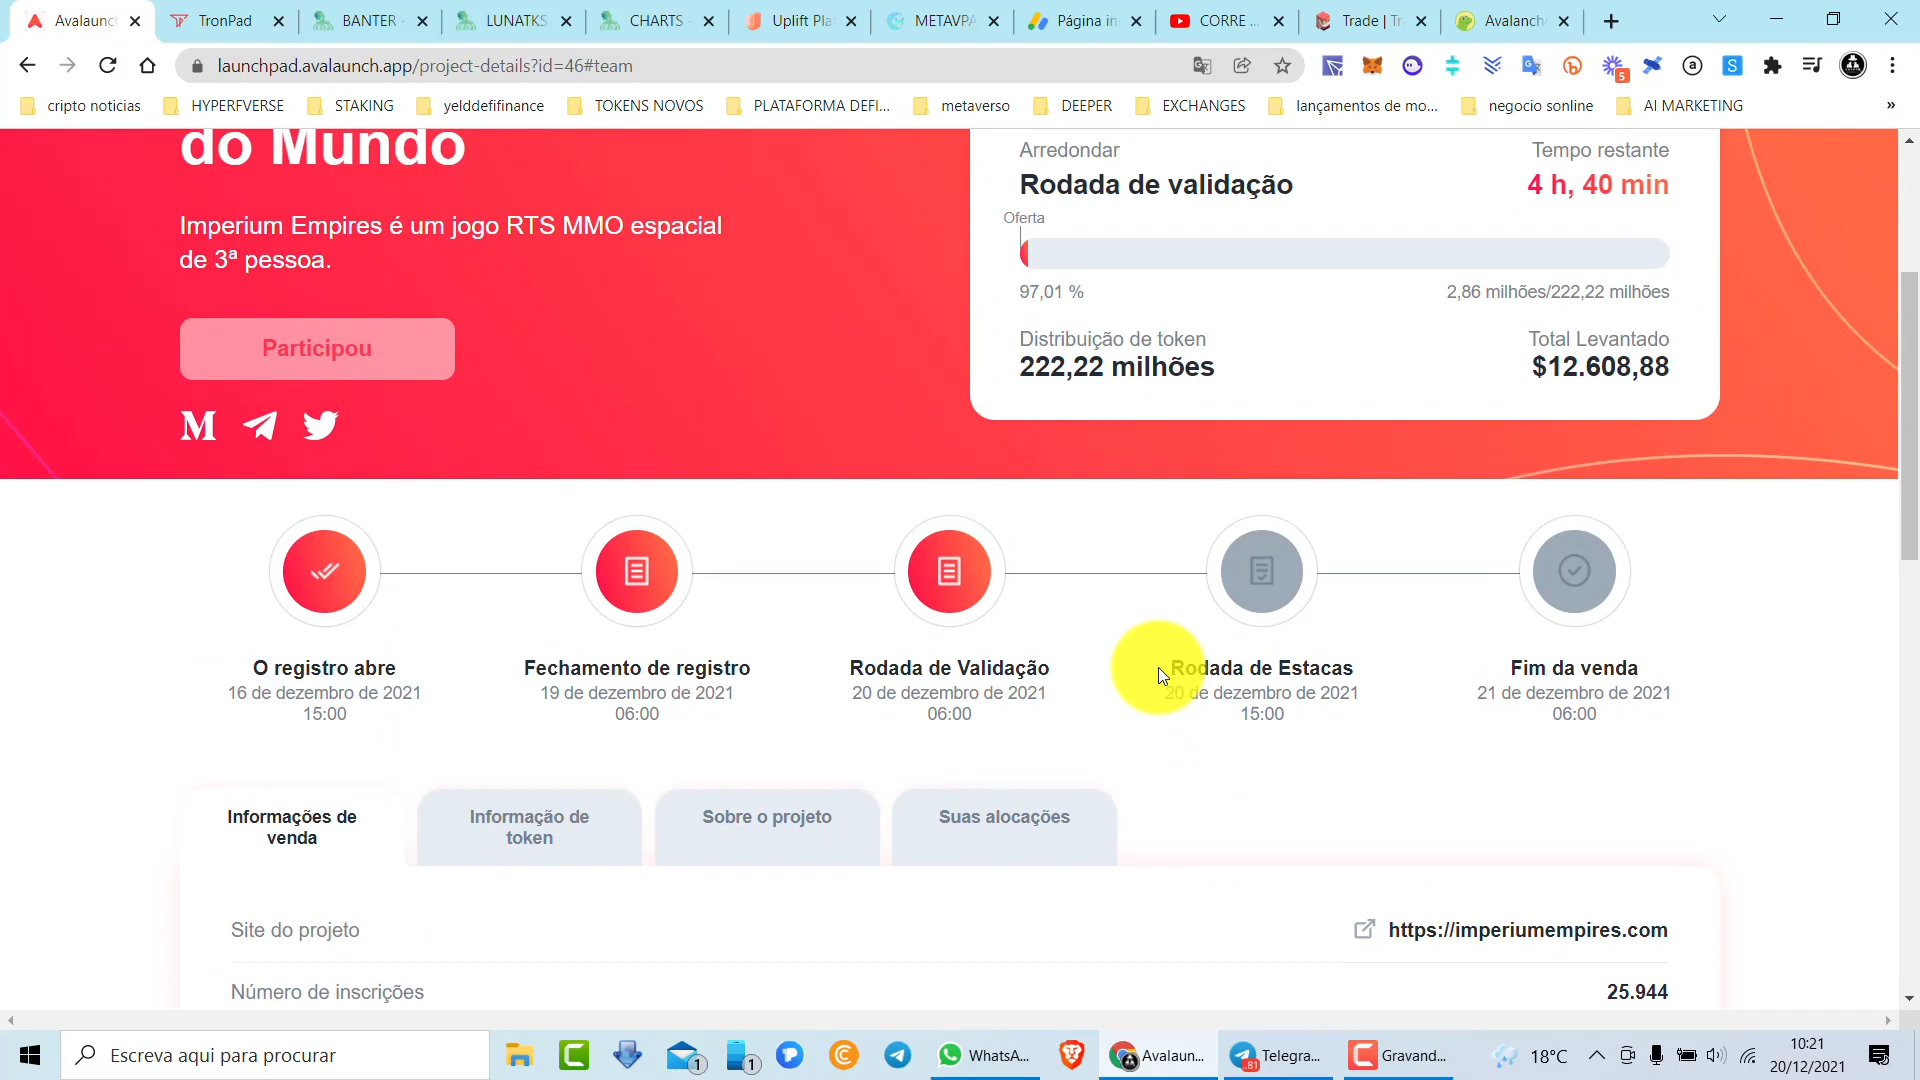 Avalaunch
TronPad
BANTER
LUNATKS
CHARTS
Uplift Pla
METAVPA
Página in
CORRE ...
Trade | Tr
Avalanche
launchpad.avalaunch.app/project-details?id=46#team
5
cripto noticias
HYPERFVERSE
STAKING
yelddefifinance
TOKENS NOVOS
PLATAFORMA DEFI...
metaverso
DEEPER
EXCHANGES
lançamentos de mo...
negocio sonline
AI MARKETING
»
do Mundo
Imperium Empires é um jogo RTS MMO espacial
de 3ª pessoa.
Participou
Arredondar
Tempo restante
Rodada de validação
4 h, 40 min
Oferta
97,01 %
2,86 milhões/222,22 milhões
Distribuição de token
Total Levantado
222,22 milhões
$12.608,88
O registro abre
16 de dezembro de 2021
15:00
Fechamento de registro
19 de dezembro de 2021
06:00
Rodada de Validação
20 de dezembro de 2021
06:00
Rodada de Estacas
20 de dezembro de 2021
15:00
Fim da venda
21 de dezembro de 2021
06:00
Informações de
venda
Informação de
token
Sobre o projeto
Suas alocações
Site do projeto
https://imperiumempires.com
Número de inscrições
25.944
Escreva aqui para procurar
1
1
WhatsA...
Avalaun...
81
Telegra...
Gravand...
18°C
10:21
20/12/2021